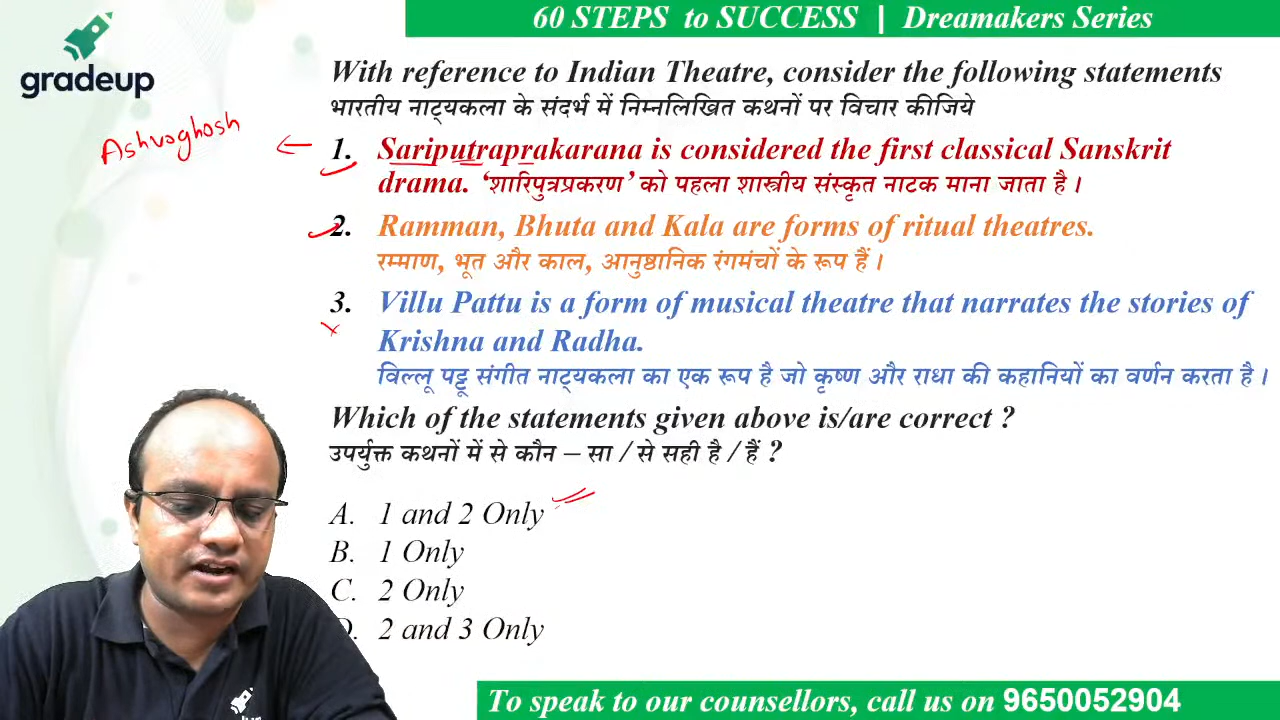 60 STEPS to SUCCESS | Dreamakers Series
gradeup
With reference to Indian Theatre, consider the following statements
भारतीय नाट्यकला के संदर्भ में निम्नलिखित कथनों पर विचार कीजिये
Ashvaghosh
1. Sariputraprakarana is considered the first classical Sanskrit
drama. ‘शारिपुत्रप्रकरण’ को पहला शास्त्रीय संस्कृत नाटक माना जाता है ।
2. Ramman, Bhuta and Kala are forms of ritual theatres.
रम्माण, भूत और काल, आनुष्ठानिक रंगमंचों के रूप हैं ।
3. Villu Pattu is a form of musical theatre that narrates the stories of
Krishna and Radha.
विल्लू पट्टू संगीत नाट्यकला का एक रूप है जो कृष्ण और राधा की कहानियों का वर्णन करता है ।
Which of the statements given above is/are correct ?
उपर्युक्त कथनों में से कौन – सा / से सही है / हैं ?
A. 1 and 2 Only
B. 1 Only
C. 2 Only
D. 2 and 3 Only
To speak to our counsellors, call us on 9650052904